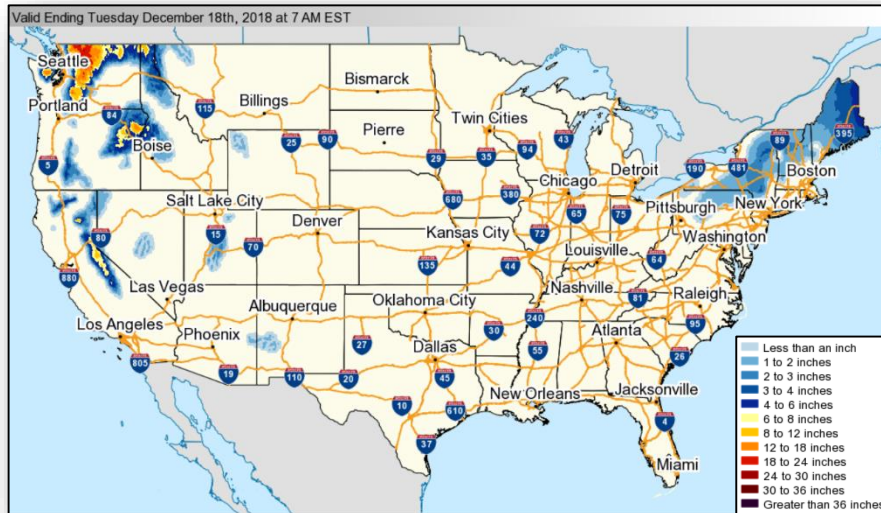 Valid Ending Tuesday December 18th, 2018 at 7 AM EST
Seattle
Portland
84
5
Boise
115
Billings
25
90
Bismarck
Pierre
29
Twin Cities
35
94
43
Detroit
190
481
89
395
Boston
New York
Pittsburgh
Washington
Chicago
380
680
65
75
Salt Lake City
80
15
70
Denver
Kansas City
72
135
44
Louisville
64
880
Las Vegas
Los Angeles
805
Phoenix
19
Albuquerque
110
Oklahoma City
27
20
30
240
Nashville
81
Raleigh
95
Dallas
45
55
Atlanta
26
10
610
37
New Orleans
Jacksonville
4
Miami
Less than an inch
1 to 2 inches
2 to 3 inches
3 to 4 inches
4 to 6 inches
6 to 8 inches
8 to 12 inches
12 to 18 inches
18 to 24 inches
24 to 30 inches
30 to 36 inches
Greater than 36 inches